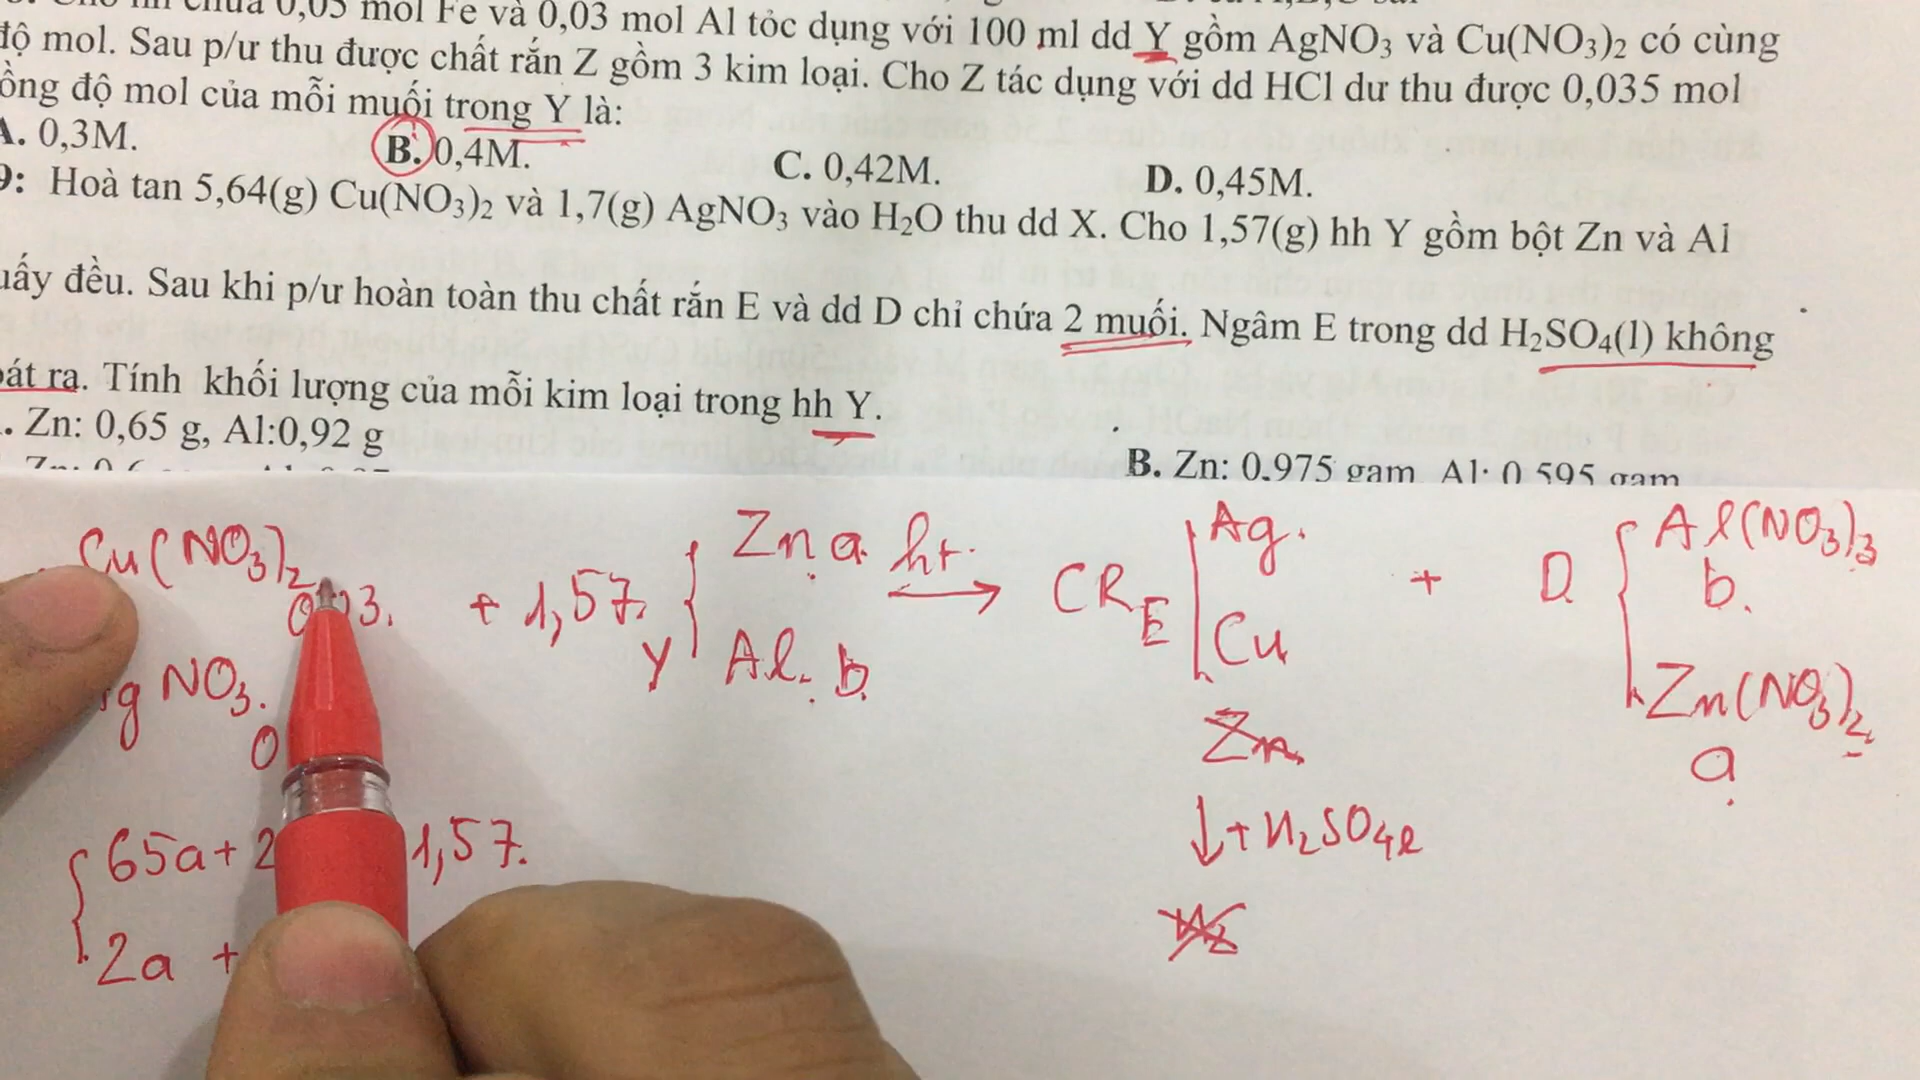 chứa 0,05 mol Fe và 0,03 mol Al tỏc dụng với 100 ml dd Y gồm AgNO3 và Cu(NO3)2 có cùng
độ mol. Sau p/ư thu được chất rắn Z gồm 3 kim loại. Cho Z tác dụng với dd HCl dư thu được 0,035 mol
ồng độ mol của mỗi muối trong Y là:
A. 0,3M. B. 0,4M. C. 0,42M. D. 0,45M.
9: Hoà tan 5,64(g) Cu(NO3)2 và 1,7(g) AgNO3 vào H2O thu dd X. Cho 1,57(g) hh Y gồm bột Zn và Al
uấy đều. Sau khi p/ư hoàn toàn thu chất rắn E và dd D chỉ chứa 2 muối. Ngâm E trong dd H2SO4(l) không
oát ra. Tính khối lượng của mỗi kim loại trong hh Y.
. Zn: 0,65 g, Al:0,92 g
B. Zn: 0.975 gam Al: 0.595 gam
Cu(NO3)2
03.
gNO3.
0
+ 1,57.
Y
Zn a
Al. b.
ht.
CR E
Ag.
Cu
Zn
+ D
Al(NO3)3
b.
Zn(NO3)2
a
↓ + H2SO4l
65a + 2 1,57.
2a +